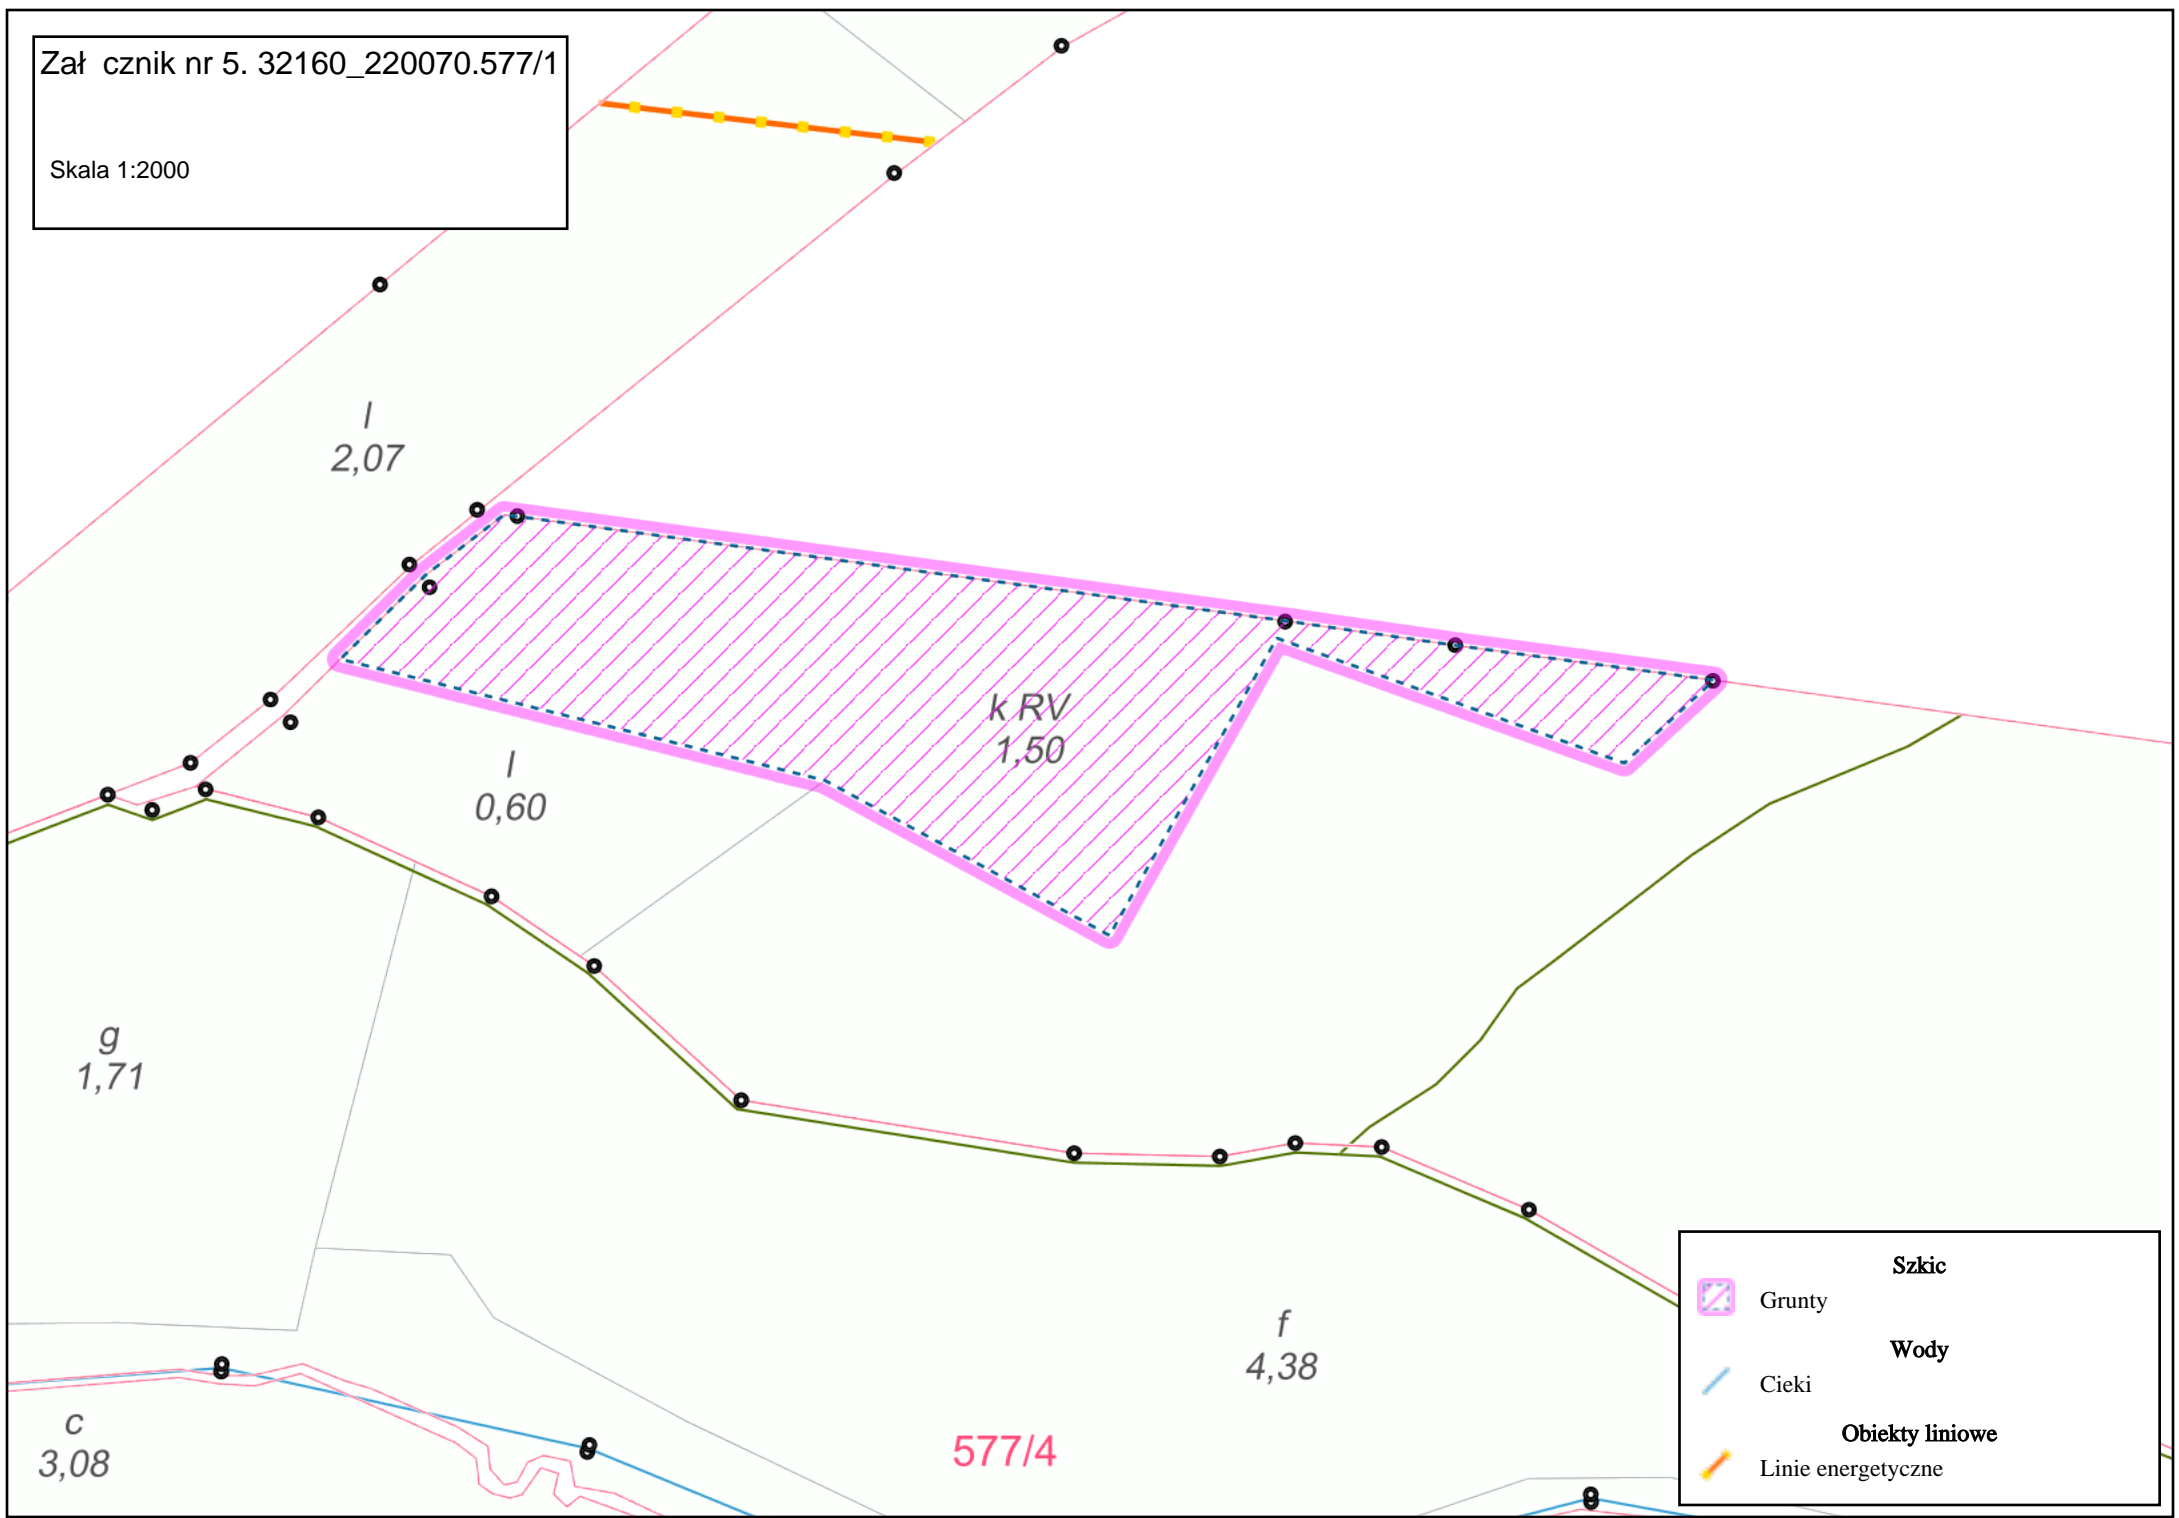 Zał cznik nr 5. 32160_220070.577/1
Skala 1:2000
l
2,07
k RV
1,50
l
0,60
g
1,71
f
4,38
c
3,08
577/4
Szkic
Grunty
Wody
Cieki
Obiekty liniowe
Linie energetyczne